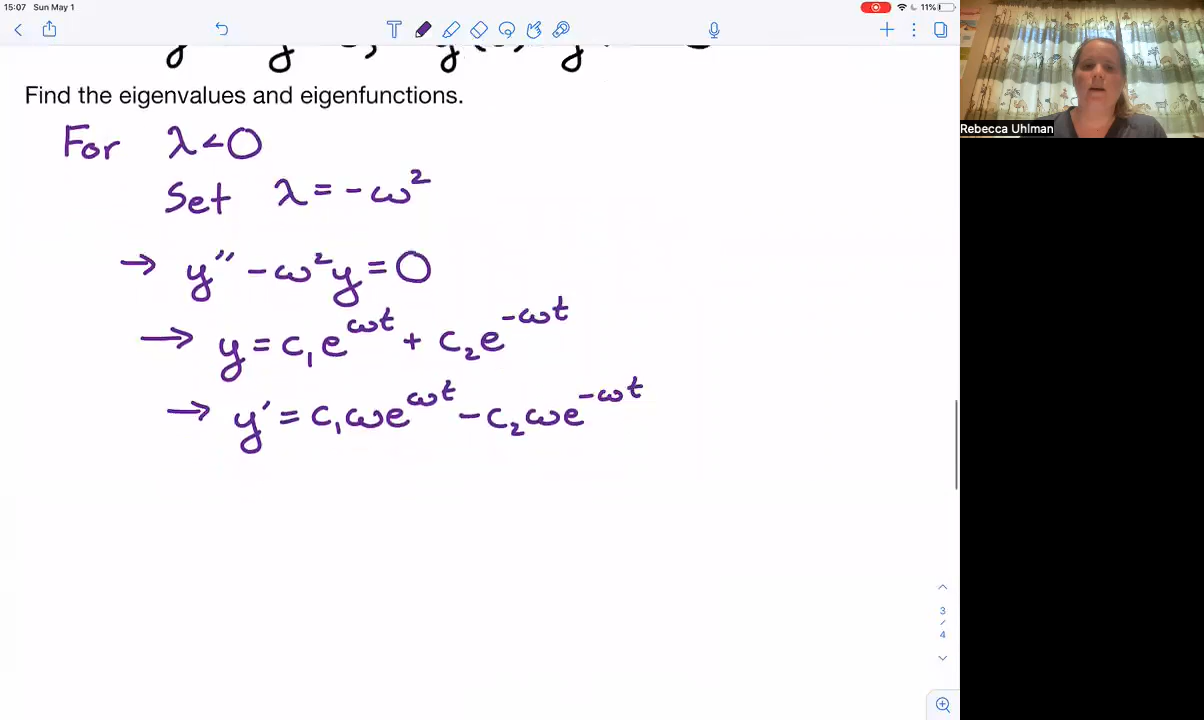 15:07 Sun May 1
11%
Find the eigenvalues and eigenfunctions.
For λ<0
Set λ = -ω²
→ y'' - ω²y = 0
→ y = c₁e^ωt + c₂e^-ωt
→ y' = c₁ωe^ωt - c₂ωe^-ωt
Rebecca Uhlman
3
/
4